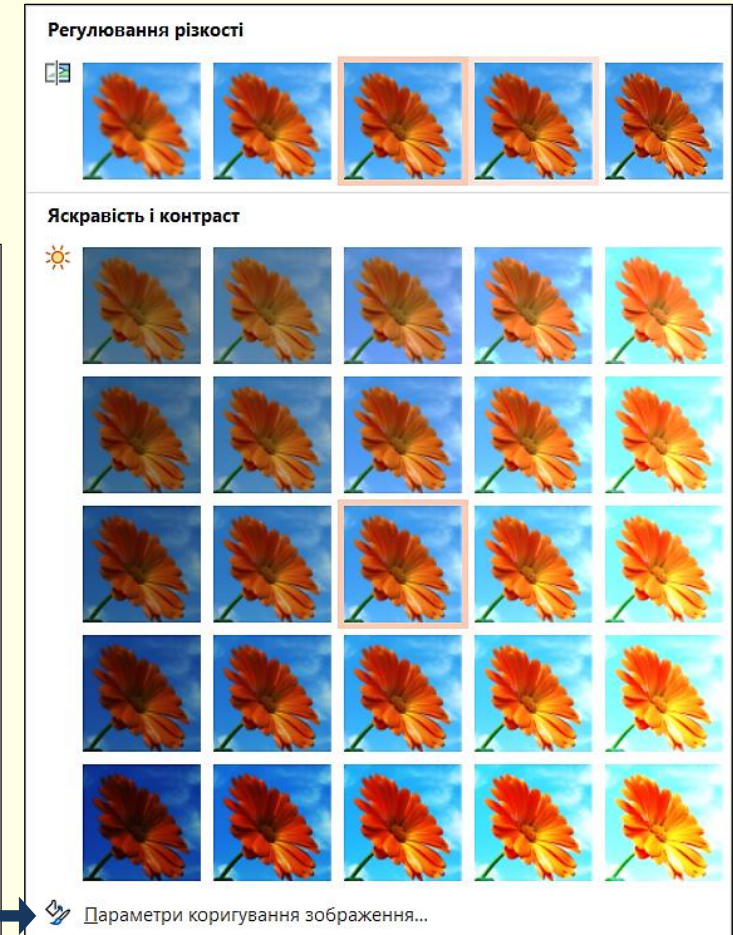 Регулювання різкості
Яскравість і контраст
Параметри коригування зображення...